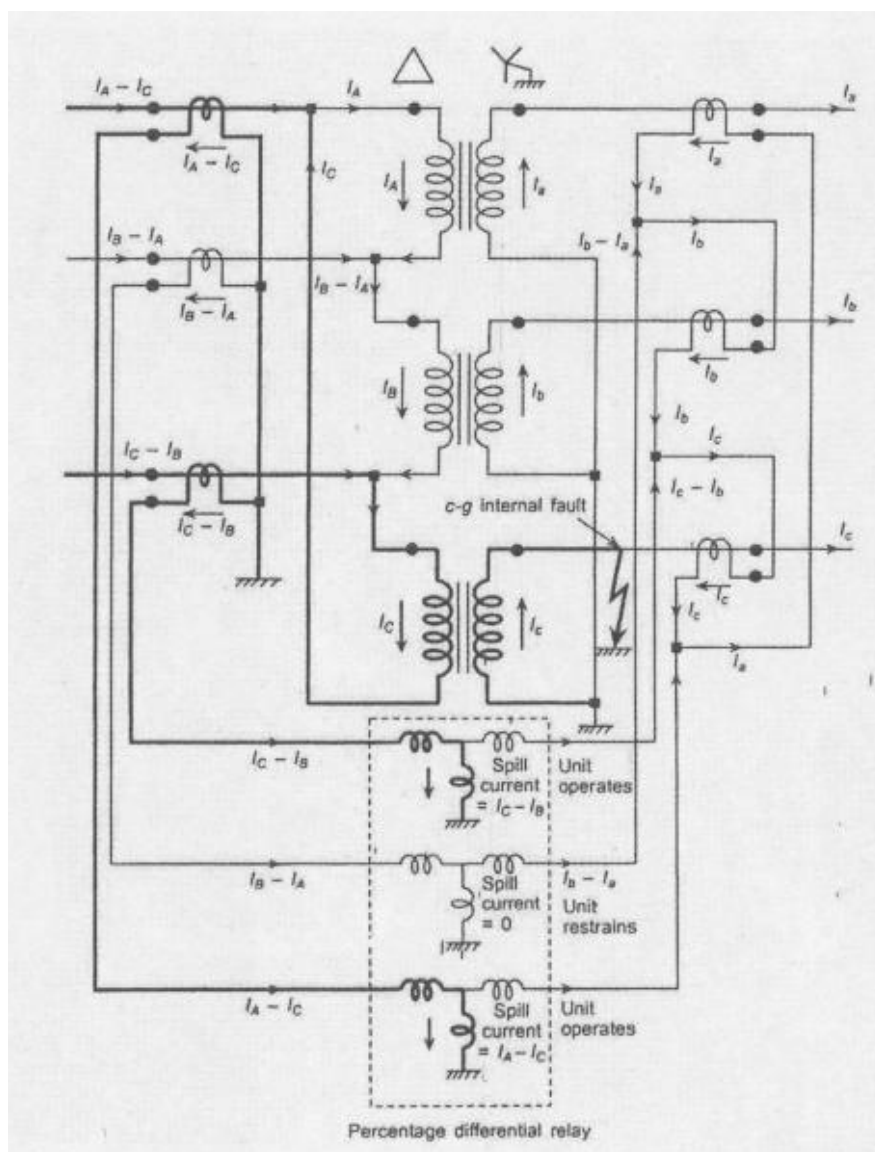 I_A – I_C
I_A
I_a
I_A – I_C
I_C
I_A
I_a
I_a
I_a
I_B – I_A
I_B – I_A
I_b – I_a
I_b
I_B – I_A
I_b
I_B
I_b
I_b
I_C – I_B
I_b
I_c
I_c – I_b
I_C – I_B
c-g internal fault
I_c
I_C
I_c
I_c
I_c
I_a
I_C – I_B
Spill
current
= I_C – I_B
Unit
operates
I_B – I_A
Spill
current
= 0
I_b – I_a
Unit
restrains
I_A – I_C
Spill
current
= I_A – I_C
Unit
operates
Percentage differential relay